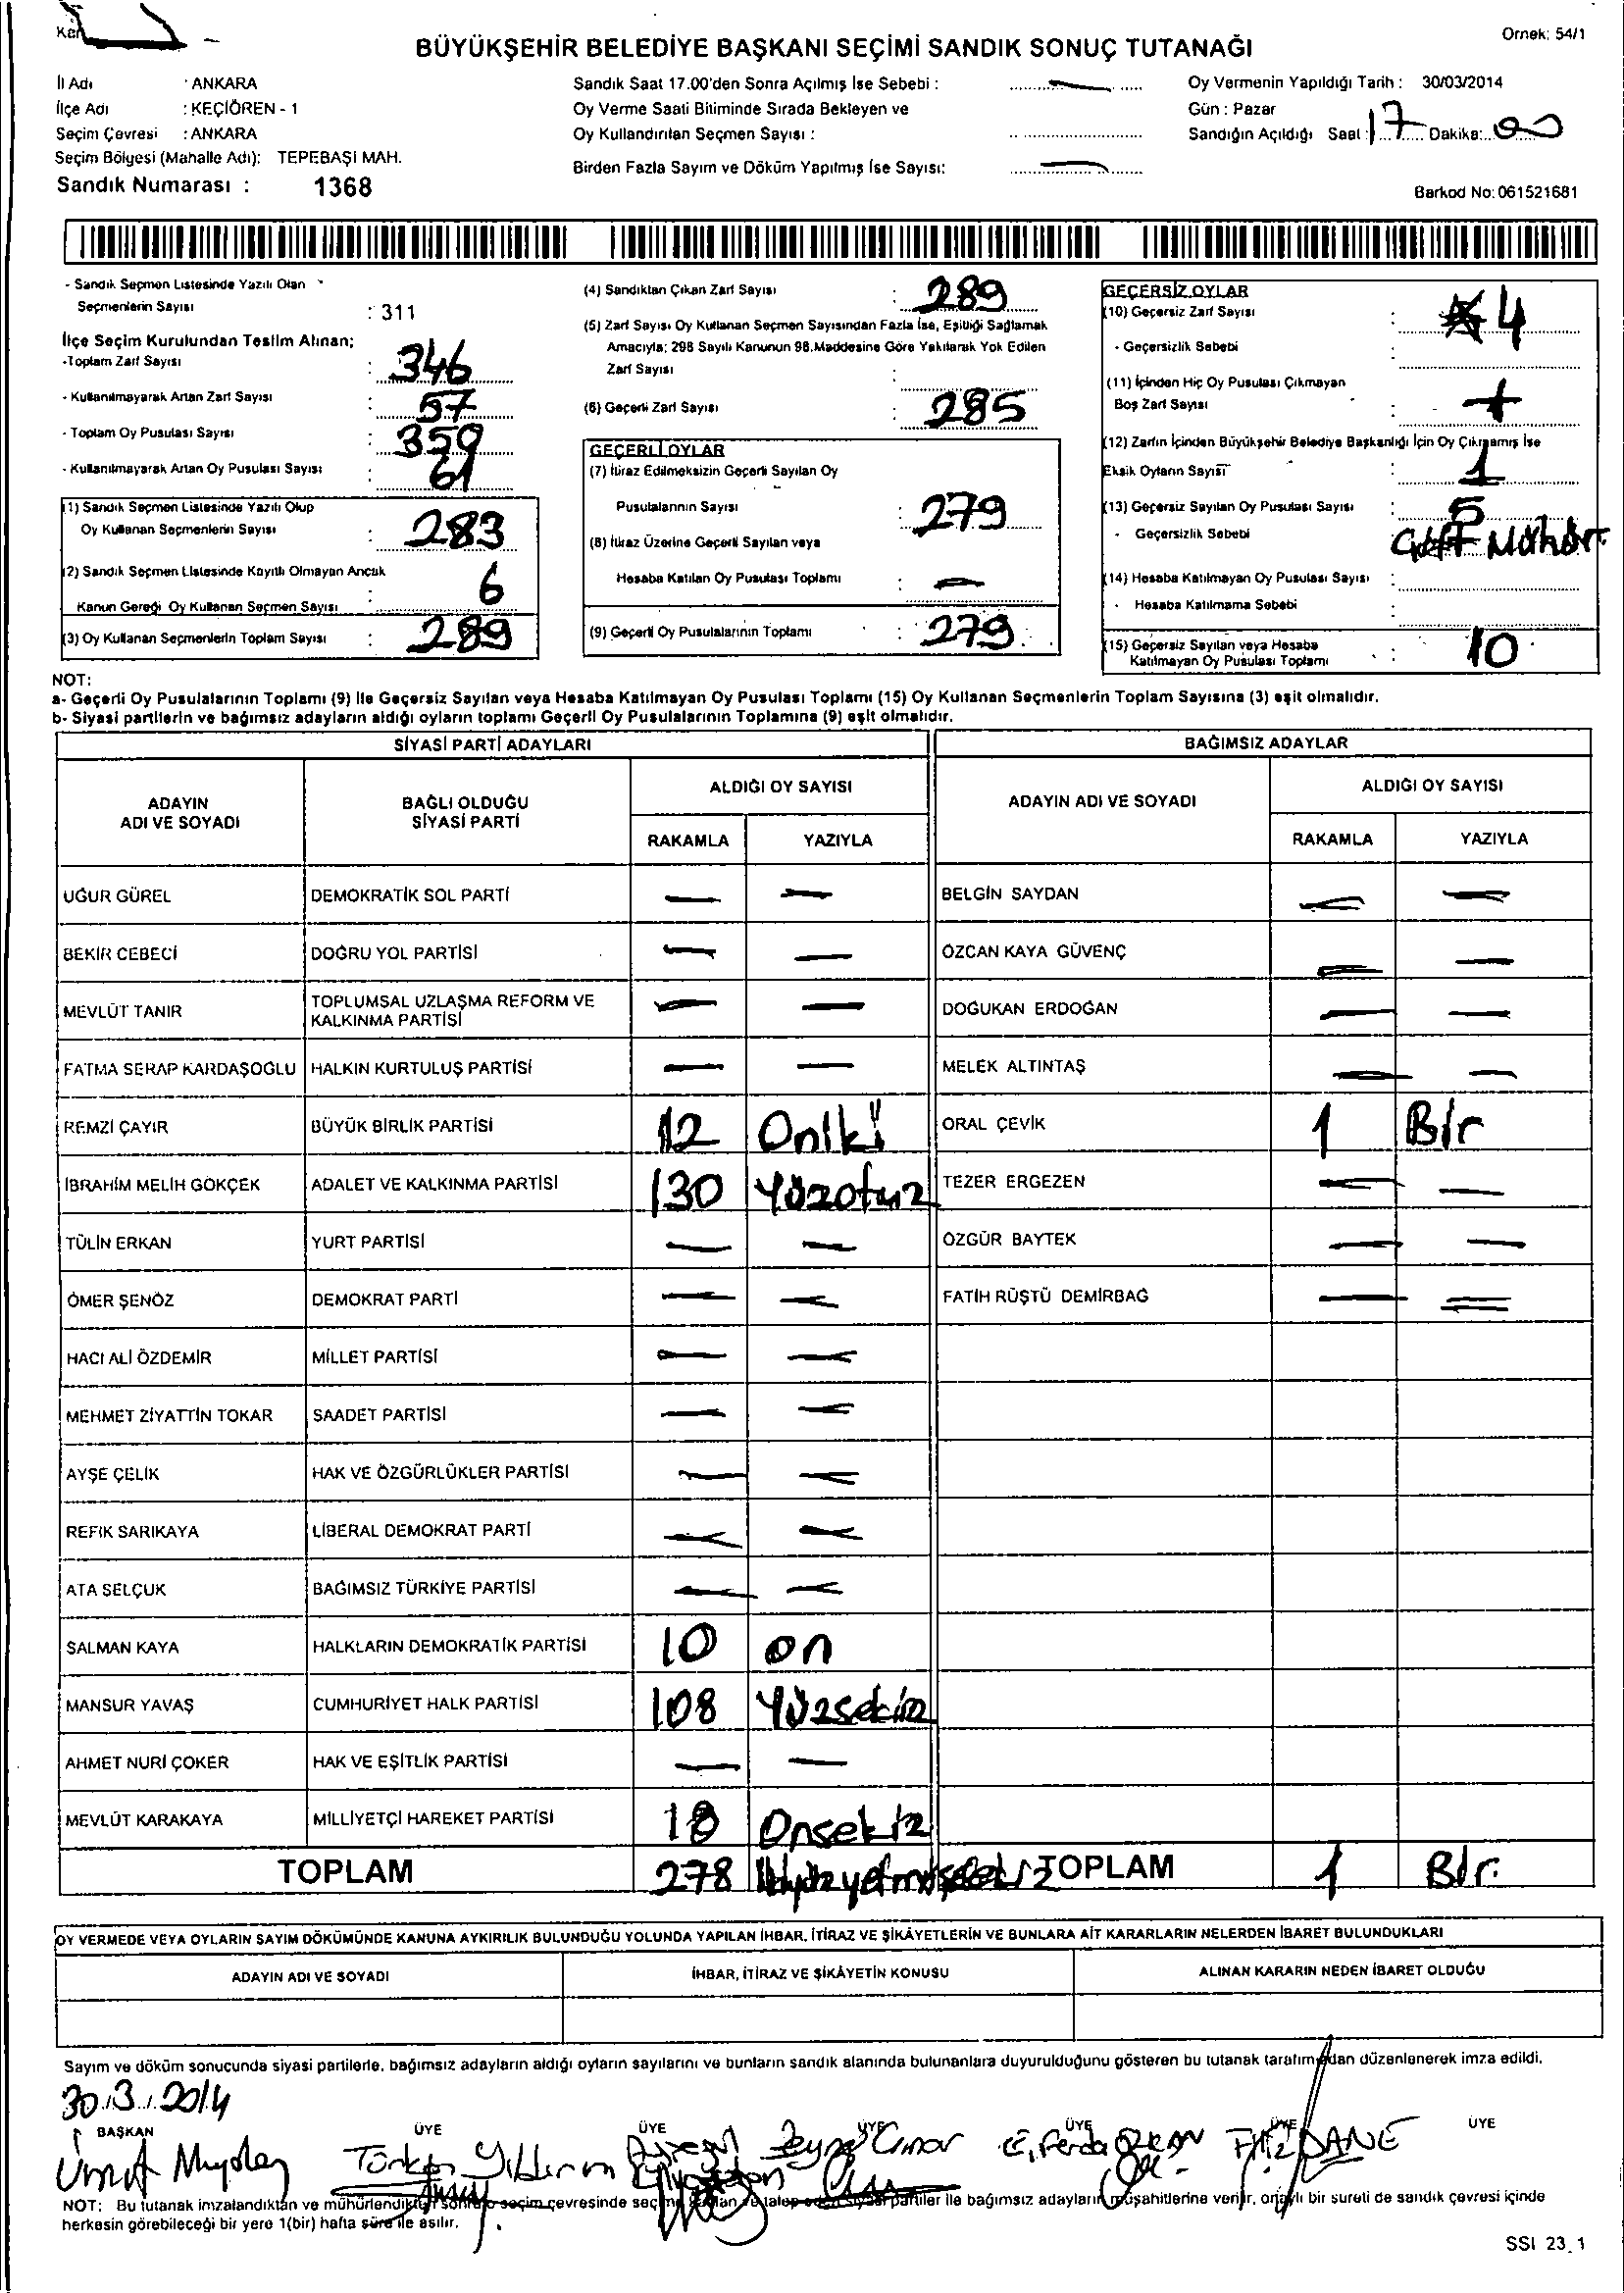 BÜYÜKŞEHİR BELEDİYE BAŞKANI SEÇİMİ SANDIK SONUÇ TUTANAĞI
Örnek: 54/1
İl Adı : ANKARA
İlçe Adı : KEÇİÖREN - 1
Seçim Çevresi : ANKARA
Seçim Bölgesi (Mahalle Adı): TEPEBAŞI MAH.
Sandık Numarası : 1368
Sandık Saat 17.00'den Sonra Açılmış İse Sebebi :
Oy Verme Saati Bitiminde Sırada Bekleyen ve
Oy Kullandırılan Seçmen Sayısı :
Birden Fazla Sayım ve Döküm Yapılmış İse Sayısı:
Oy Vermenin Yapıldığı Tarih : 30/03/2014
Gün : Pazar
Sandığın Açıldığı Saat : 17 Dakika: 00
Barkod No: 061521681
- Sandık Seçmen Listesinde Yazılı Olan
Seçmenlerin Sayısı : 311
İlçe Seçim Kurulundan Teslim Alınan;
-Toplam Zarf Sayısı : 346
- Kullanılmayarak Artan Zarf Sayısı : 57
- Toplam Oy Pusulası Sayısı : 350
- Kullanılmayarak Artan Oy Pusulası Sayısı : 61
(1) Sandık Seçmen Listesinde Yazılı Olup
Oy Kullanan Seçmenlerin Sayısı : 283
(2) Sandık Seçmen Listesinde Kayıtlı Olmayan Ancak
Kanun Gereği Oy Kullanan Seçmen Sayısı : 6
(3) Oy Kullanan Seçmenlerin Toplam Sayısı : 289
(4) Sandıktan Çıkan Zarf Sayısı : 289
(5) Zarf Sayısı Oy Kullanan Seçmen Sayısından Fazla İse, Eşitliği Sağlamak
Amacıyla; 298 Sayılı Kanunun 98.Maddesine Göre Yakılarak Yok Edilen
Zarf Sayısı :
(6) Geçerli Zarf Sayısı : 285
GEÇERLİ OYLAR
(7) İtiraz Edilmeksizin Geçerli Sayılan Oy
Pusulalarının Sayısı : 279
(8) İtiraz Üzerine Geçerli Sayılan veya
Hesaba Katılan Oy Pusulası Toplamı : —
(9) Geçerli Oy Pusulalarının Toplamı : 279
GEÇERSİZ OYLAR
(10) Geçersiz Zarf Sayısı : 4
- Geçersizlik Sebebi :
(11) İçinden Hiç Oy Pusulası Çıkmayan
Boş Zarf Sayısı :
(12) Zarfın İçinden Büyükşehir Belediye Başkanlığı İçin Oy Çıkmamış İse
Eksik Oyların Sayısı : 1
(13) Geçersiz Sayılan Oy Pusulası Sayısı : 5
- Geçersizlik Sebebi : Çift Mühür
(14) Hesaba Katılmayan Oy Pusulası Sayısı :
- Hesaba Katılmama Sebebi :
(15) Geçersiz Sayılan veya Hesaba
Katılmayan Oy Pusulası Toplamı : 10
NOT:
a- Geçerli Oy Pusulalarının Toplamı (9) ile Geçersiz Sayılan veya Hesaba Katılmayan Oy Pusulası Toplamı (15) Oy Kullanan Seçmenlerin Toplam Sayısına (3) eşit olmalıdır.
b- Siyasi partilerin ve bağımsız adayların aldığı oyların toplamı Geçerli Oy Pusulalarının Toplamına (9) eşit olmalıdır.
SİYASİ PARTİ ADAYLARI BAĞIMSIZ ADAYLAR
ADAYIN ADI VE SOYADI BAĞLI OLDUĞU SİYASİ PARTİ ALDIĞI OY SAYISI ADAYIN ADI VE SOYADI ALDIĞI OY SAYISI
RAKAMLA YAZIYLA RAKAMLA YAZIYLA
UĞUR GÜREL DEMOKRATİK SOL PARTİ — — BELGİN SAYDAN — —
BEKİR CEBECİ DOĞRU YOL PARTİSİ — — ÖZCAN KAYA GÜVENÇ — —
MEVLÜT TANIR TOPLUMSAL UZLAŞMA REFORM VE KALKINMA PARTİSİ — — DOĞUKAN ERDOĞAN — —
FATMA SERAP KARDAŞOĞLU HALKIN KURTULUŞ PARTİSİ — — MELEK ALTINTAŞ — —
REMZİ ÇAYIR BÜYÜK BİRLİK PARTİSİ 12 Oniki ORAL ÇEVİK 1 Bir
İBRAHİM MELİH GÖKÇEK ADALET VE KALKINMA PARTİSİ 130 Yüzotuz TEZER ERGEZEN — —
TÜLİN ERKAN YURT PARTİSİ — — ÖZGÜR BAYTEK — —
ÖMER ŞENÖZ DEMOKRAT PARTİ — — FATİH RÜŞTÜ DEMİRBAĞ — —
HACI ALİ ÖZDEMİR MİLLET PARTİSİ — —
MEHMET ZİYATTİN TOKAR SAADET PARTİSİ — —
AYŞE ÇELİK HAK VE ÖZGÜRLÜKLER PARTİSİ — —
REFİK SARIKAYA LİBERAL DEMOKRAT PARTİ — —
ATA SELÇUK BAĞIMSIZ TÜRKİYE PARTİSİ — —
SALMAN KAYA HALKLARIN DEMOKRATİK PARTİSİ 10 on
MANSUR YAVAŞ CUMHURİYET HALK PARTİSİ 108 Yüzsekiz
AHMET NURİ ÇOKER HAK VE EŞİTLİK PARTİSİ — —
MEVLÜT KARAKAYA MİLLİYETÇİ HAREKET PARTİSİ 18 Onsekiz
TOPLAM 278 İkiyüzyetmişsekiz TOPLAM 1 Bir.
OY VERMEDE VEYA OYLARIN SAYIM DÖKÜMÜNDE KANUNA AYKIRILIK BULUNDUĞU YOLUNDA YAPILAN İHBAR, İTİRAZ VE ŞİKÂYETLERİN VE BUNLARA AİT KARARLARIN NELERDEN İBARET BULUNDUKLARI
ADAYIN ADI VE SOYADI İHBAR, İTİRAZ VE ŞİKÂYETİN KONUSU ALINAN KARARIN NEDEN İBARET OLDUĞU
Sayım ve döküm sonucunda siyasi partilerle, bağımsız adayların aldığı oyların sayılarını ve bunların sandık alanında bulunanlara duyurulduğunu gösteren bu tutanak tarafımızdan düzenlenerek imza edildi.
30.3.2014
BAŞKAN ÜYE ÜYE ÜYE ÜYE ÜYE ÜYE
Umut Türkan Yıldırım Zeynep Çınar E. Ferda ÖZKAN
NOT: Bu tutanak imzalandıktan ve mühürlendikten sonra o seçim çevresinde seçime katılan ve talep eden siyasi partiler ile bağımsız adayların müşahitlerine verilir, onaylı bir sureti de sandık çevresi içinde
herkesin görebileceği bir yere 1(bir) hafta süre ile asılır.
SSI 23_1